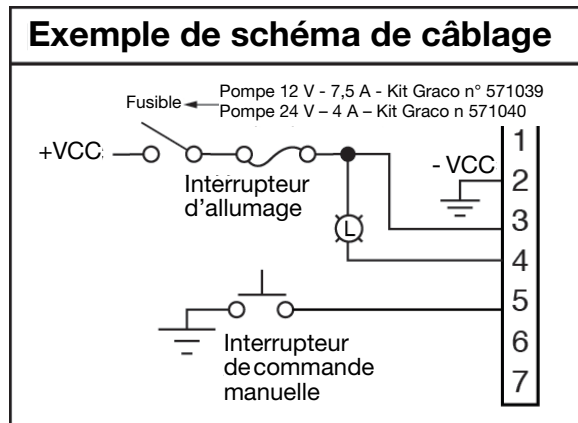 Exemple de schéma de câblage
Pompe 12 V - 7,5 A - Kit Graco n° 571039
Fusible
Pompe 24 V – 4 A – Kit Graco n 571040
+VCC
Interrupteur
d'allumage
- VCC
1
2
3
L
4
5
6
7
Interrupteur
de commande
manuelle